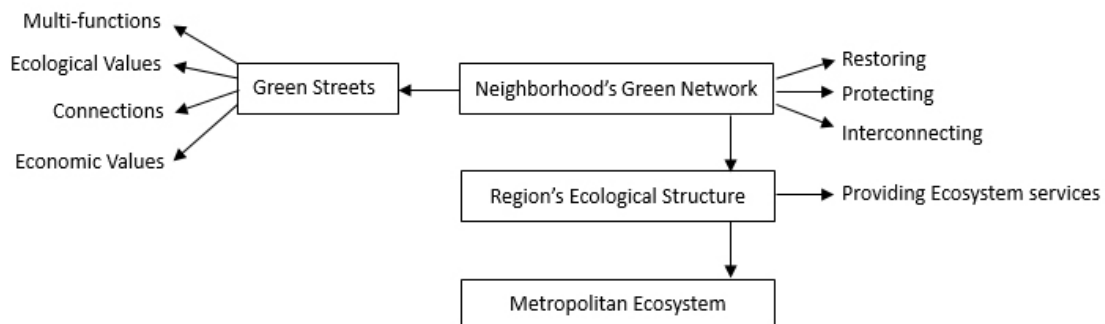 Multi-functions
Ecological Values
Connections
Economic Values
Green Streets
Neighborhood's Green Network
Restoring
Protecting
Interconnecting
Region's Ecological Structure
Providing Ecosystem services
Metropolitan Ecosystem